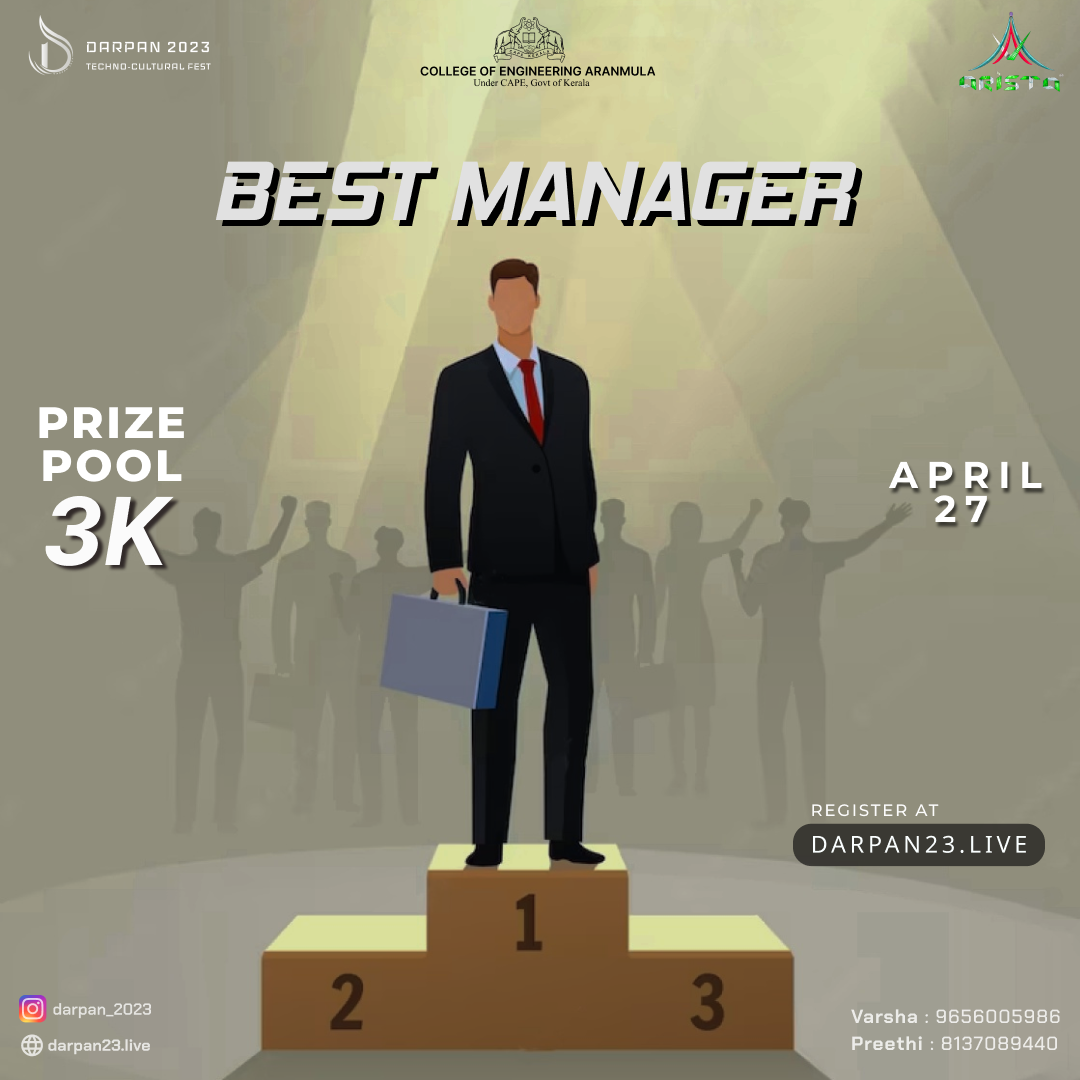 DARPAN 2023
TECHNO-CULTURAL FEST
COLLEGE OF ENGINEERING ARANMULA
Under CAPE, Govt of Kerala
ARISTA
BEST MANAGER
PRIZE
POOL
3K
APRIL
27
REGISTER AT
DARPAN23.LIVE
1
2
3
darpan_2023
darpan23.live
Varsha : 9656005986
Preethi : 8137089440